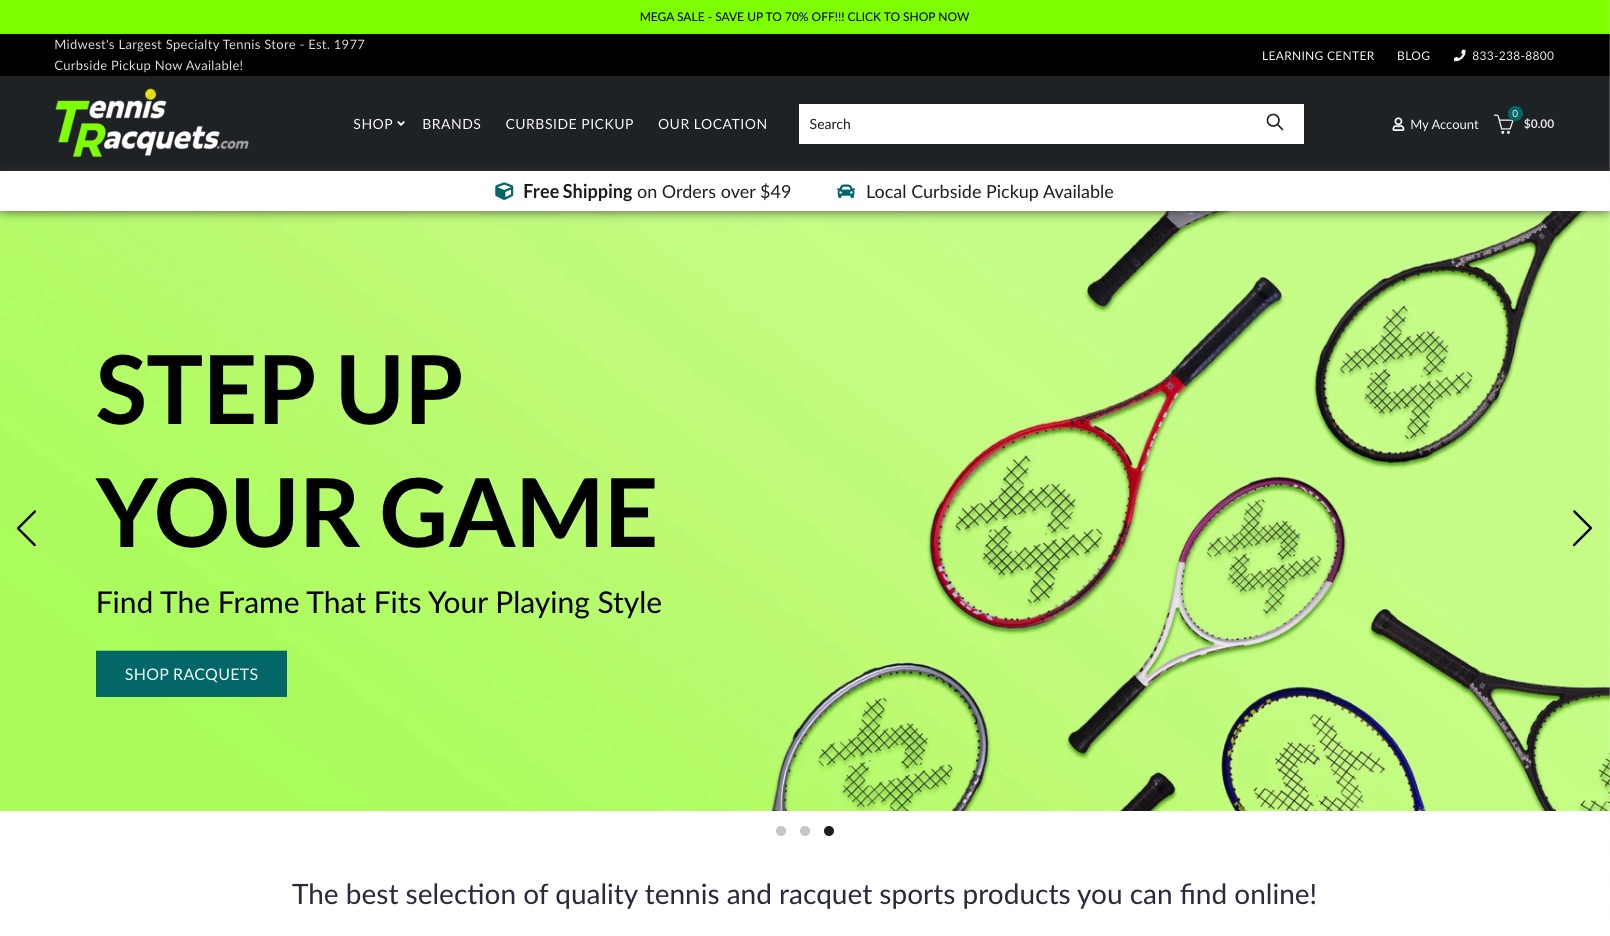 MEGA SALE - SAVE UP TO 70% OFF!!! CLICK TO SHOP NOW
Midwest's Largest Specialty Tennis Store - Est. 1977
Curbside Pickup Now Available!
LEARNING CENTER
BLOG
833-238-8800
Tennis
Racquets.com
SHOP
BRANDS
CURBSIDE PICKUP
OUR LOCATION
Search
My Account
0
$0.00
Free Shipping on Orders over $49
Local Curbside Pickup Available
STEP UP
YOUR GAME
Find The Frame That Fits Your Playing Style
SHOP RACQUETS
The best selection of quality tennis and racquet sports products you can find online!